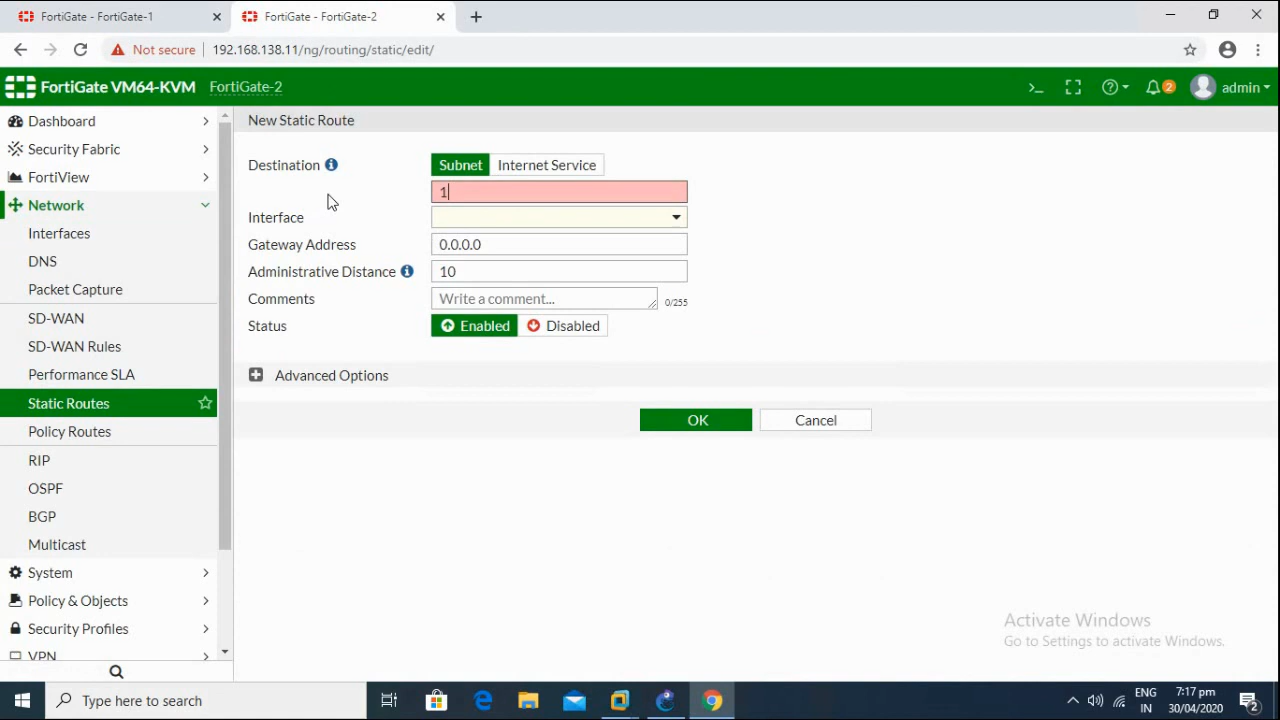 FortiGate - FortiGate-1
FortiGate - FortiGate-2
Not secure
192.168.138.11/ng/routing/static/edit/
FortiGate VM64-KVM
FortiGate-2
2
admin
Dashboard
Security Fabric
FortiView
Network
Interfaces
DNS
Packet Capture
SD-WAN
SD-WAN Rules
Performance SLA
Static Routes
Policy Routes
RIP
OSPF
BGP
Multicast
System
Policy & Objects
Security Profiles
VPN
New Static Route
Destination
Subnet
Internet Service
1
Interface
Gateway Address
0.0.0.0
Administrative Distance
10
Comments
Write a comment...
0/255
Status
Enabled
Disabled
Advanced Options
OK
Cancel
Activate Windows
Go to Settings to activate Windows.
Type here to search
ENG
IN
7:17 pm
30/04/2020
2